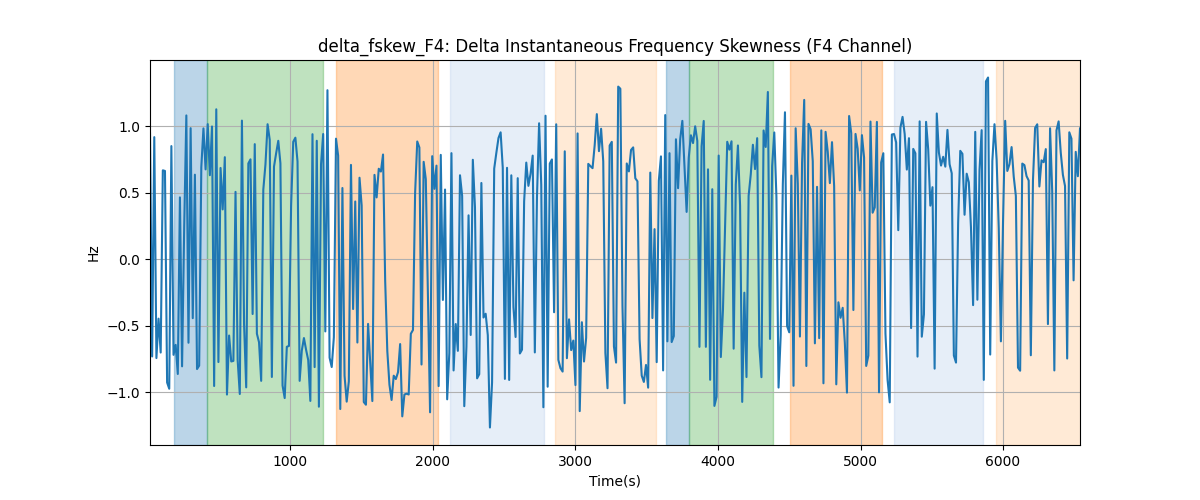 delta_fskew_F4: Delta Instantaneous Frequency Skewness (F4 Channel)
1.0
0.5
0.0
−0.5
−1.0
Hz
1000 2000 3000 4000 5000 6000
Time(s)